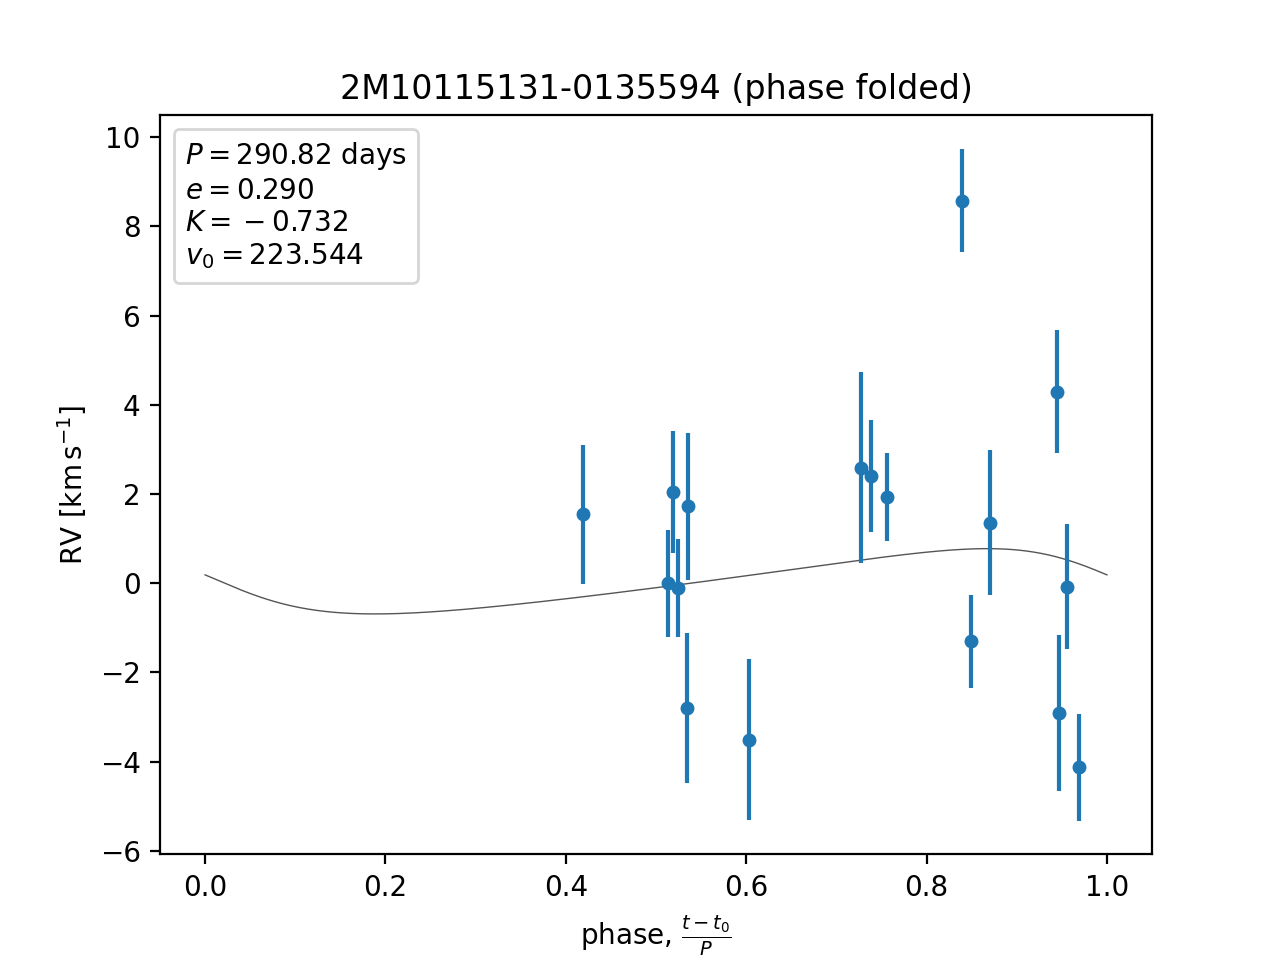 2M10115131-0135594 (phase folded)
P = 290.82 days
e = 0.290
K = −0.732
v₀ = 223.544
10
8
6
4
2
0
−2
−4
−6
RV [km s⁻¹]
0.0 0.2 0.4 0.6 0.8 1.0
phase, (t − t₀)/P